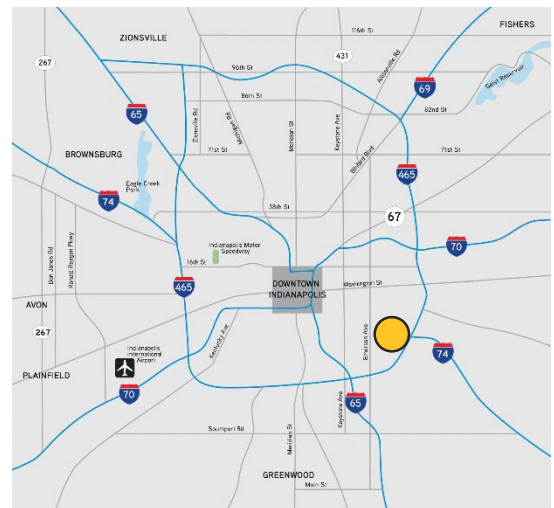 FISHERS
ZIONSVILLE
116th St
267
431
Allisonville Rd
96th St
Geist Reservoir
69
86th St
82nd St
65
Zionsville Rd
Michigan Rd
Meridian St
Keystone Ave
Binford Blvd
71st St
71st St
BROWNSBURG
465
Eagle Creek
Park
74
38th St
67
Dan Jones Rd
Ronald Reagan Pkwy
Indianapolis Motor
Speedway
70
16th St
465
DOWNTOWN
INDIANAPOLIS
Washington St
AVON
267
Kentucky Ave
Emerson Ave
Indianapolis
International
Airport
74
PLAINFIELD
70
65
Keystone Ave
Southport Rd
Meridian St
GREENWOOD
Main St